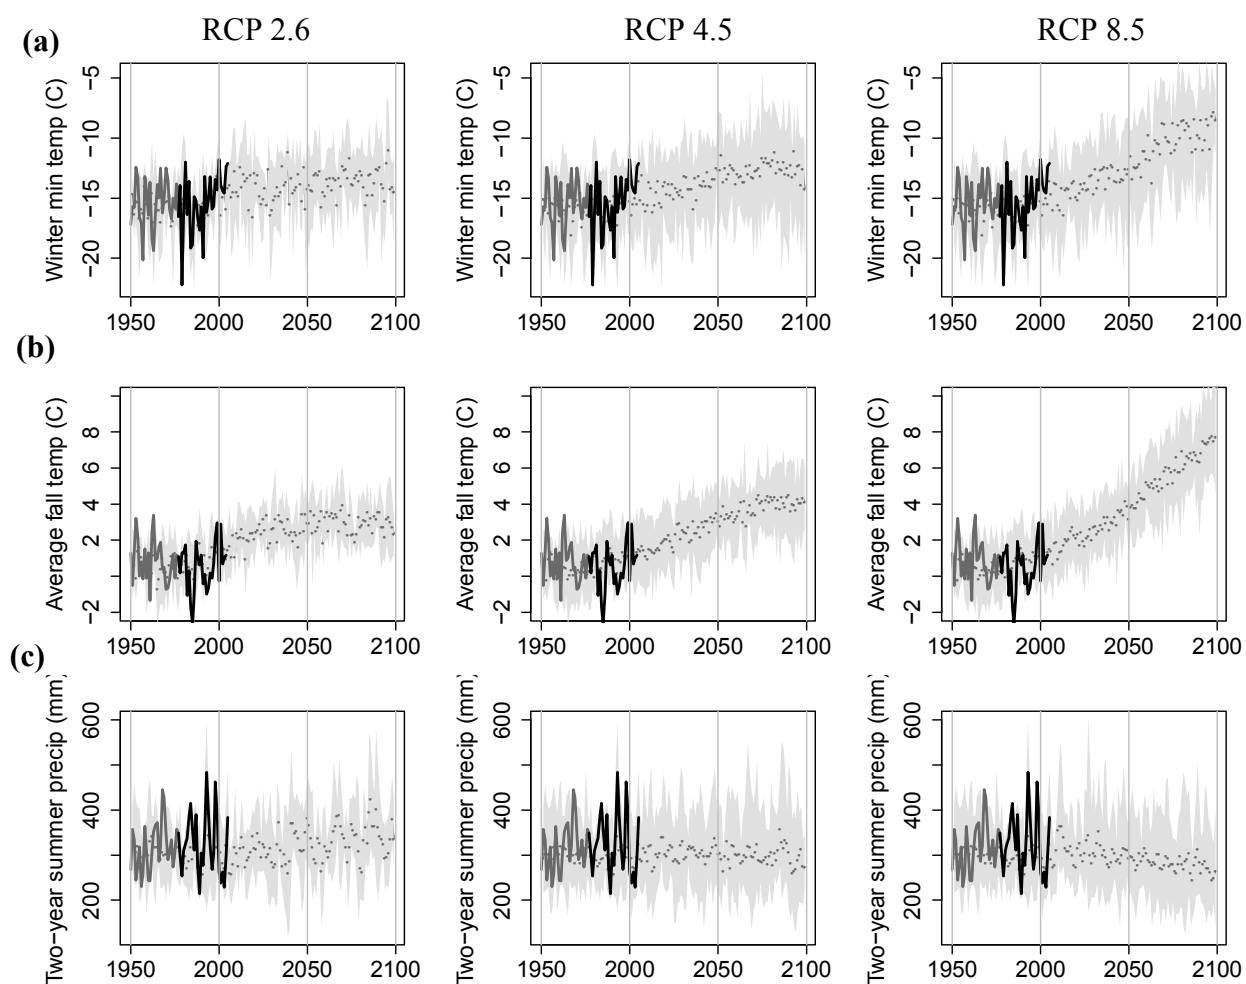 (a)
RCP 2.6
RCP 4.5
RCP 8.5
Winter min temp (C)
−5
−10
−15
−20
1950 2000 2050 2100
Winter min temp (C)
−5
−10
−15
−20
1950 2000 2050 2100
Winter min temp (C)
−5
−10
−15
−20
1950 2000 2050 2100
(b)
Average fall temp (C)
8
6
4
2
−2
1950 2000 2050 2100
Average fall temp (C)
8
6
4
2
−2
1950 2000 2050 2100
Average fall temp (C)
8
6
4
2
−2
1950 2000 2050 2100
(c)
Two−year summer precip (mm)
600
400
200
1950 2000 2050 2100
Two−year summer precip (mm)
600
400
200
1950 2000 2050 2100
Two−year summer precip (mm)
600
400
200
1950 2000 2050 2100